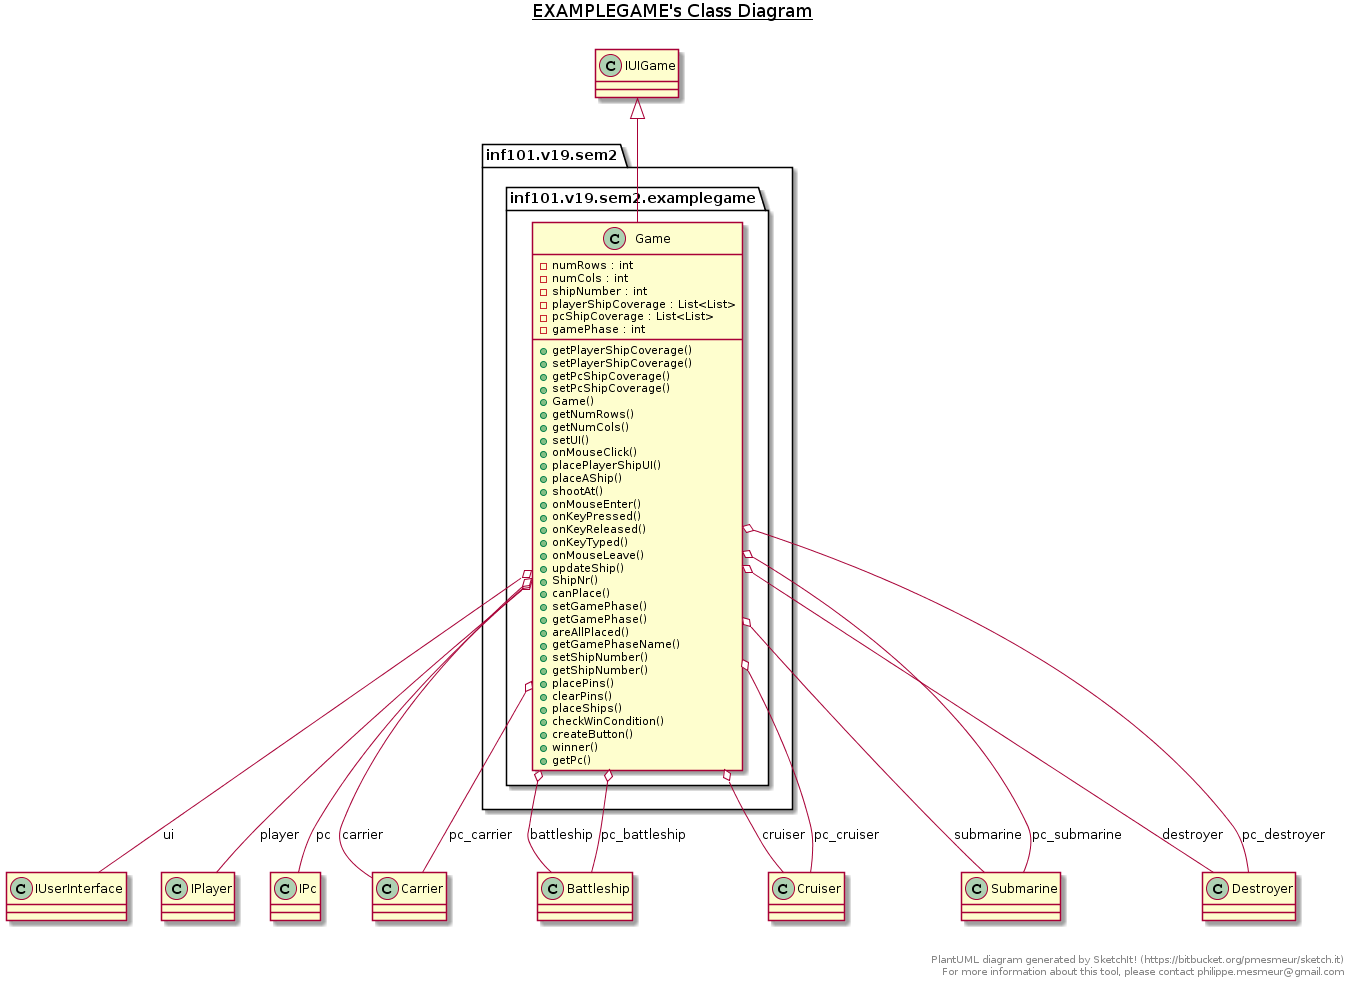 EXAMPLEGAME's Class Diagram
C IUIGame
inf101.v19.sem2
inf101.v19.sem2.examplegame
C Game
numRows : int
numCols : int
shipNumber : int
playerShipCoverage : List<List>
pcShipCoverage : List<List>
gamePhase : int
getPlayerShipCoverage()
setPlayerShipCoverage()
getPcShipCoverage()
setPcShipCoverage()
Game()
getNumRows()
getNumCols()
setUI()
onMouseClick()
placePlayerShipUI()
placeAShip()
shootAt()
onMouseEnter()
onKeyPressed()
onKeyReleased()
onKeyTyped()
onMouseLeave()
updateShip()
ShipNr()
canPlace()
setGamePhase()
getGamePhase()
areAllPlaced()
getGamePhaseName()
setShipNumber()
getShipNumber()
placePins()
clearPins()
placeShips()
checkWinCondition()
createButton()
winner()
getPc()
ui
player
pc
carrier
pc_carrier
battleship
pc_battleship
cruiser
pc_cruiser
submarine
pc_submarine
destroyer
pc_destroyer
C IUserInterface
C IPlayer
C IPc
C Carrier
C Battleship
C Cruiser
C Submarine
C Destroyer
PlantUML diagram generated by SketchIt! (https://bitbucket.org/pmesmeur/sketch.it)
For more information about this tool, please contact philippe.mesmeur@gmail.com